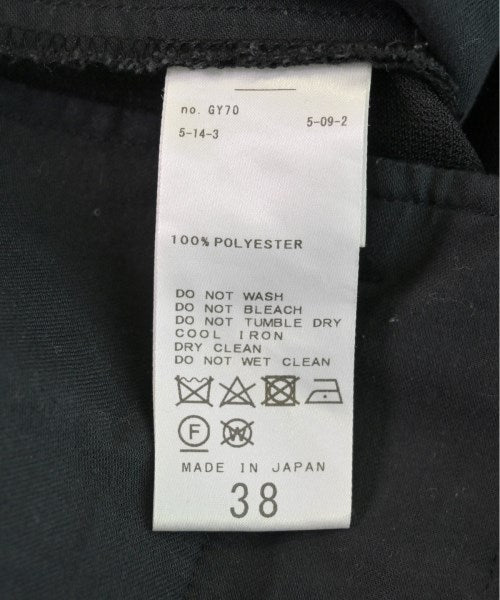 no. GY70
5-14-3 5-09-2
100% POLYESTER
DO NOT WASH
DO NOT BLEACH
DO NOT TUMBLE DRY
COOL IRON
DRY CLEAN
DO NOT WET CLEAN
F W
MADE IN JAPAN
38